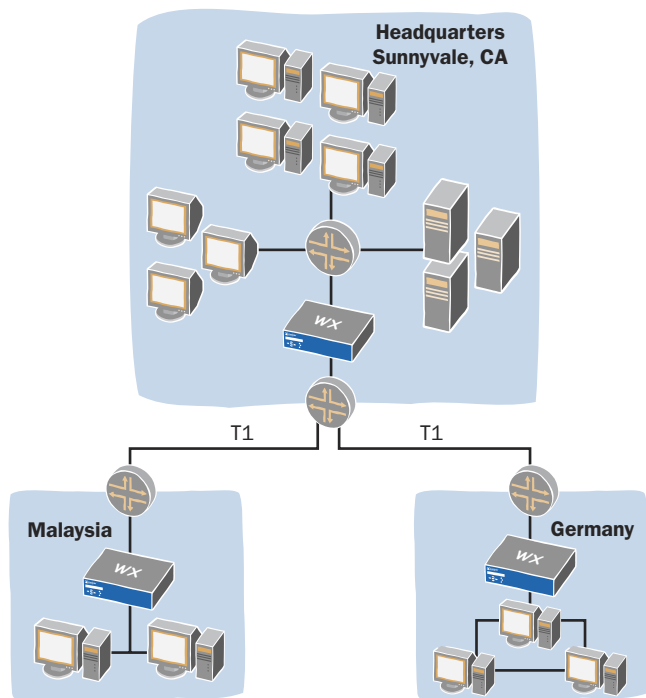 Headquarters
Sunnyvale, CA
WX
T1
T1
Malaysia
Germany
WX
WX